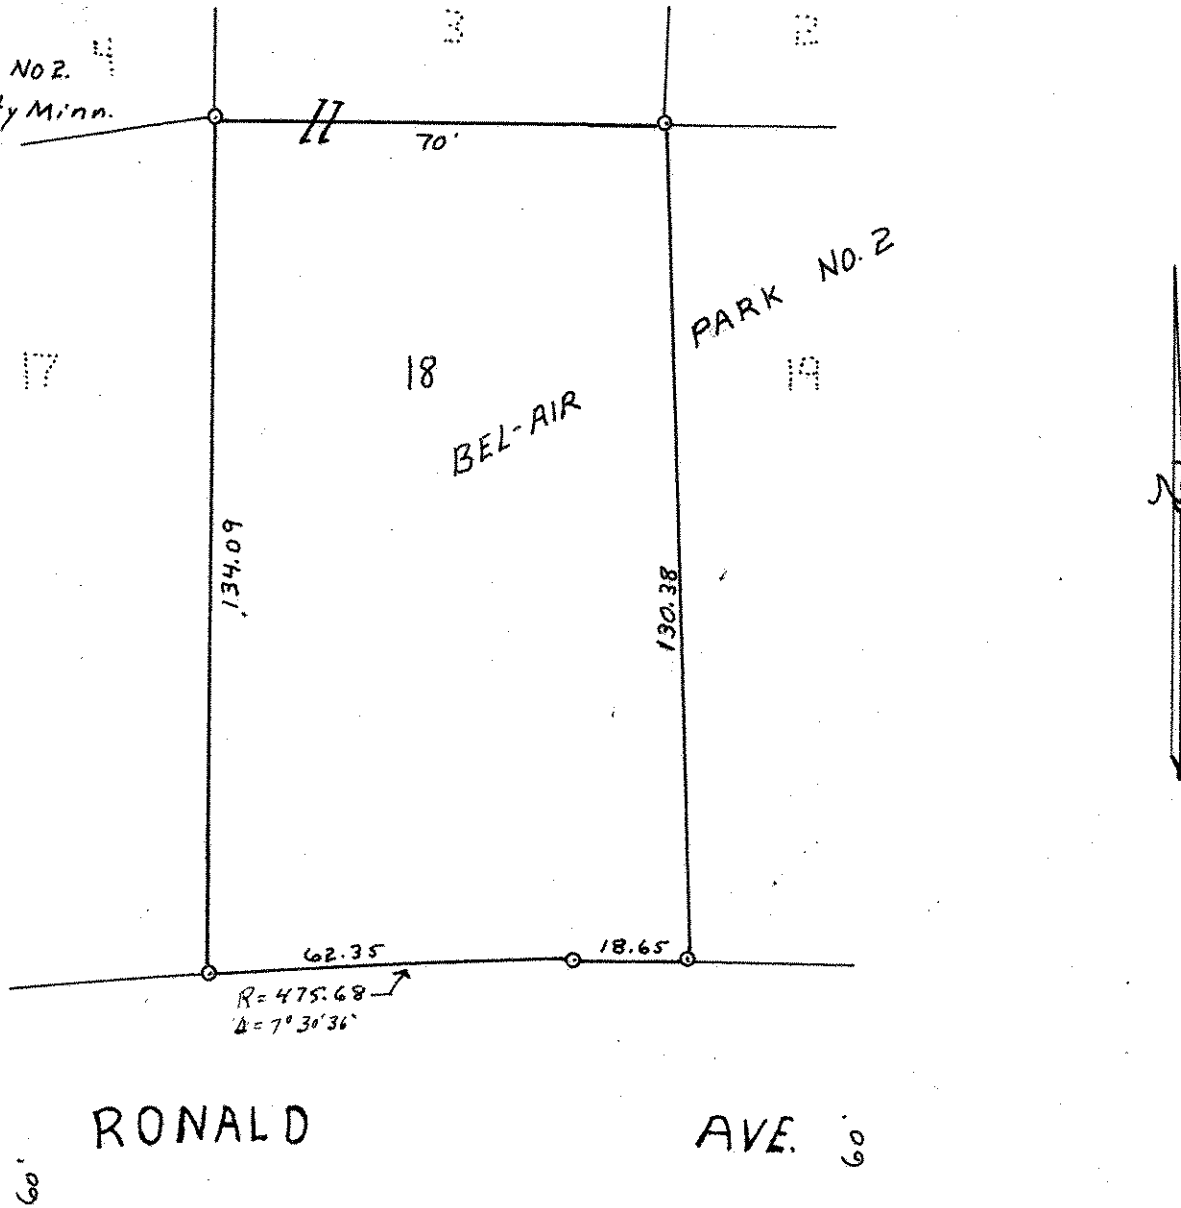 4
3
2
No 2.
y Minn.
70'
PARK NO. 2
17
18
19
BEL-AIR
134.09
130.38
N
62.35
18.65
R = 475.68
Δ = 7° 30' 36"
RONALD AVE.
60'
60'